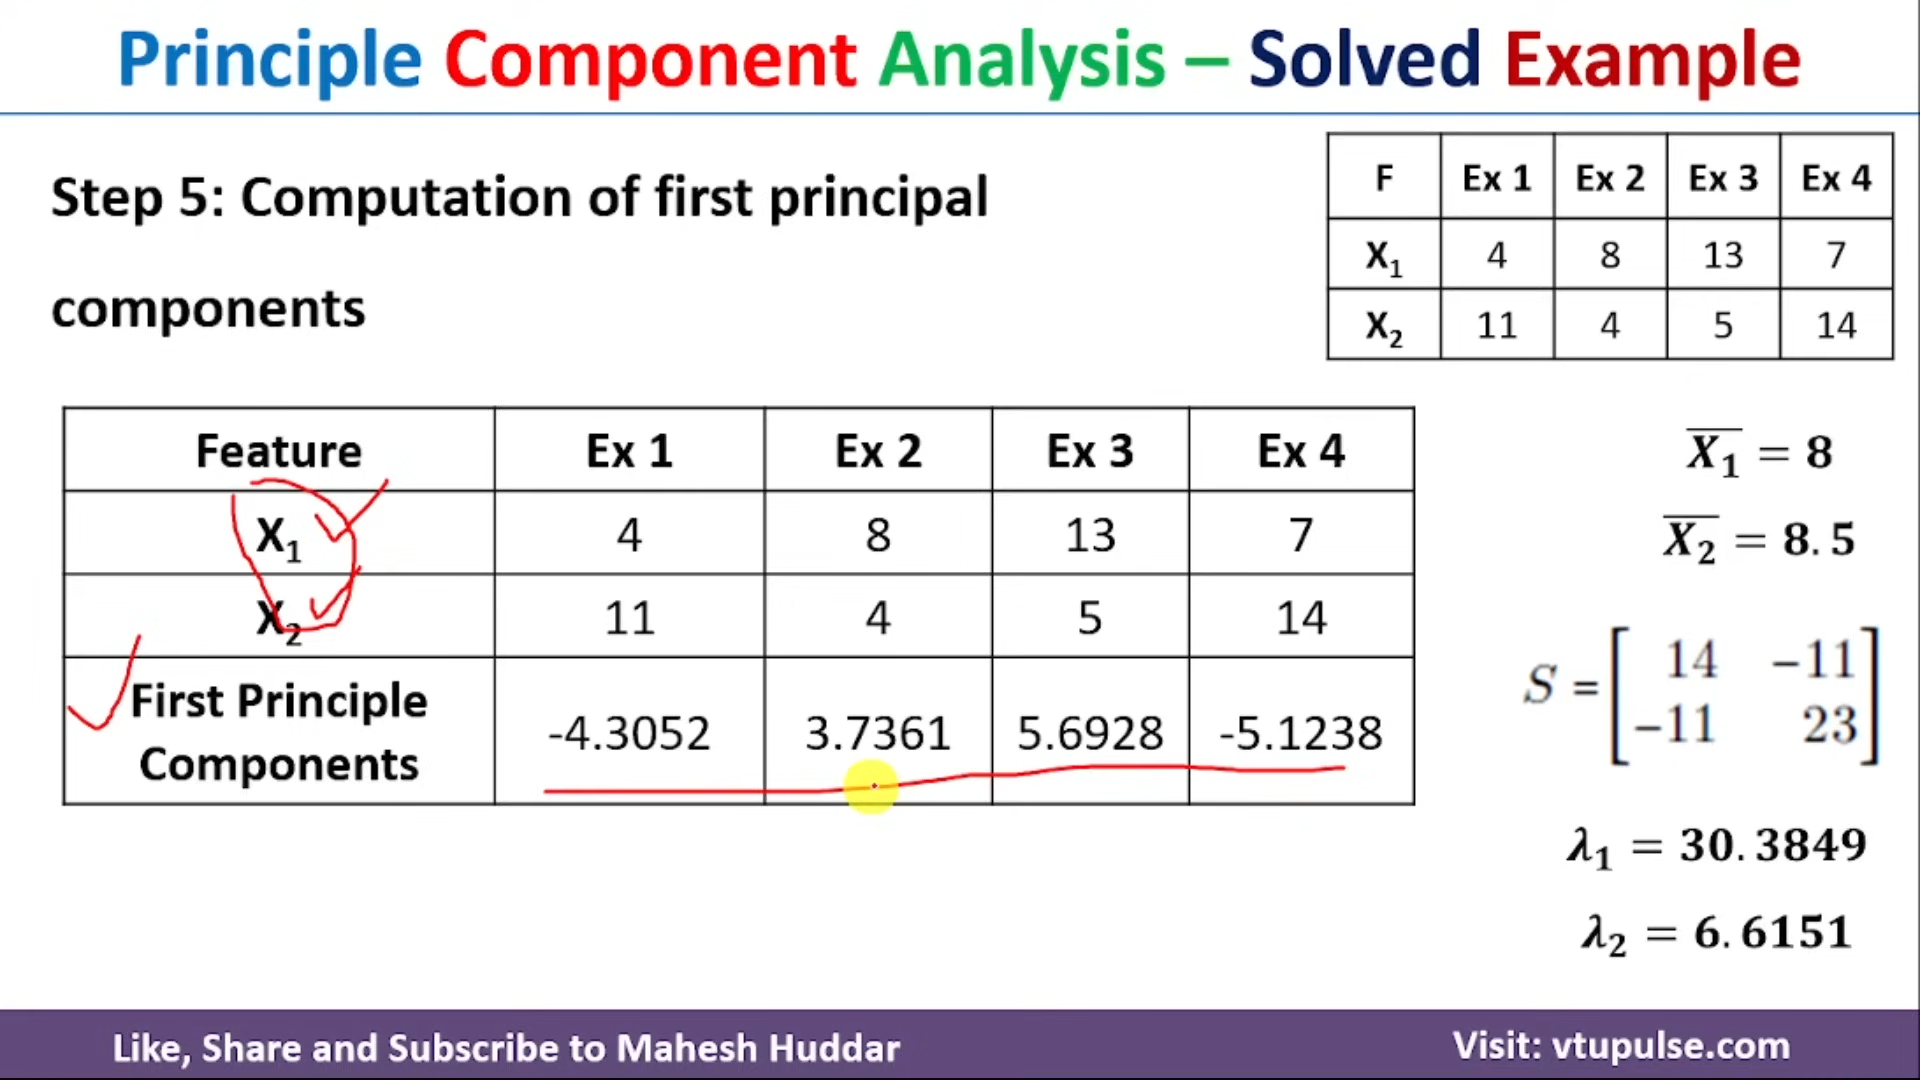 Principle Component Analysis – Solved Example
Step 5: Computation of first principal
components
F Ex 1 Ex 2 Ex 3 Ex 4
X₁ 4 8 13 7
X₂ 11 4 5 14
Feature Ex 1 Ex 2 Ex 3 Ex 4
X₁ 4 8 13 7
X₂ 11 4 5 14
First Principle
Components -4.3052 3.7361 5.6928 -5.1238
X̅₁ = 8
X̅₂ = 8.5
S = [ 14 −11
−11 23 ]
λ₁ = 30.3849
λ₂ = 6.6151
Like, Share and Subscribe to Mahesh Huddar
Visit: vtupulse.com